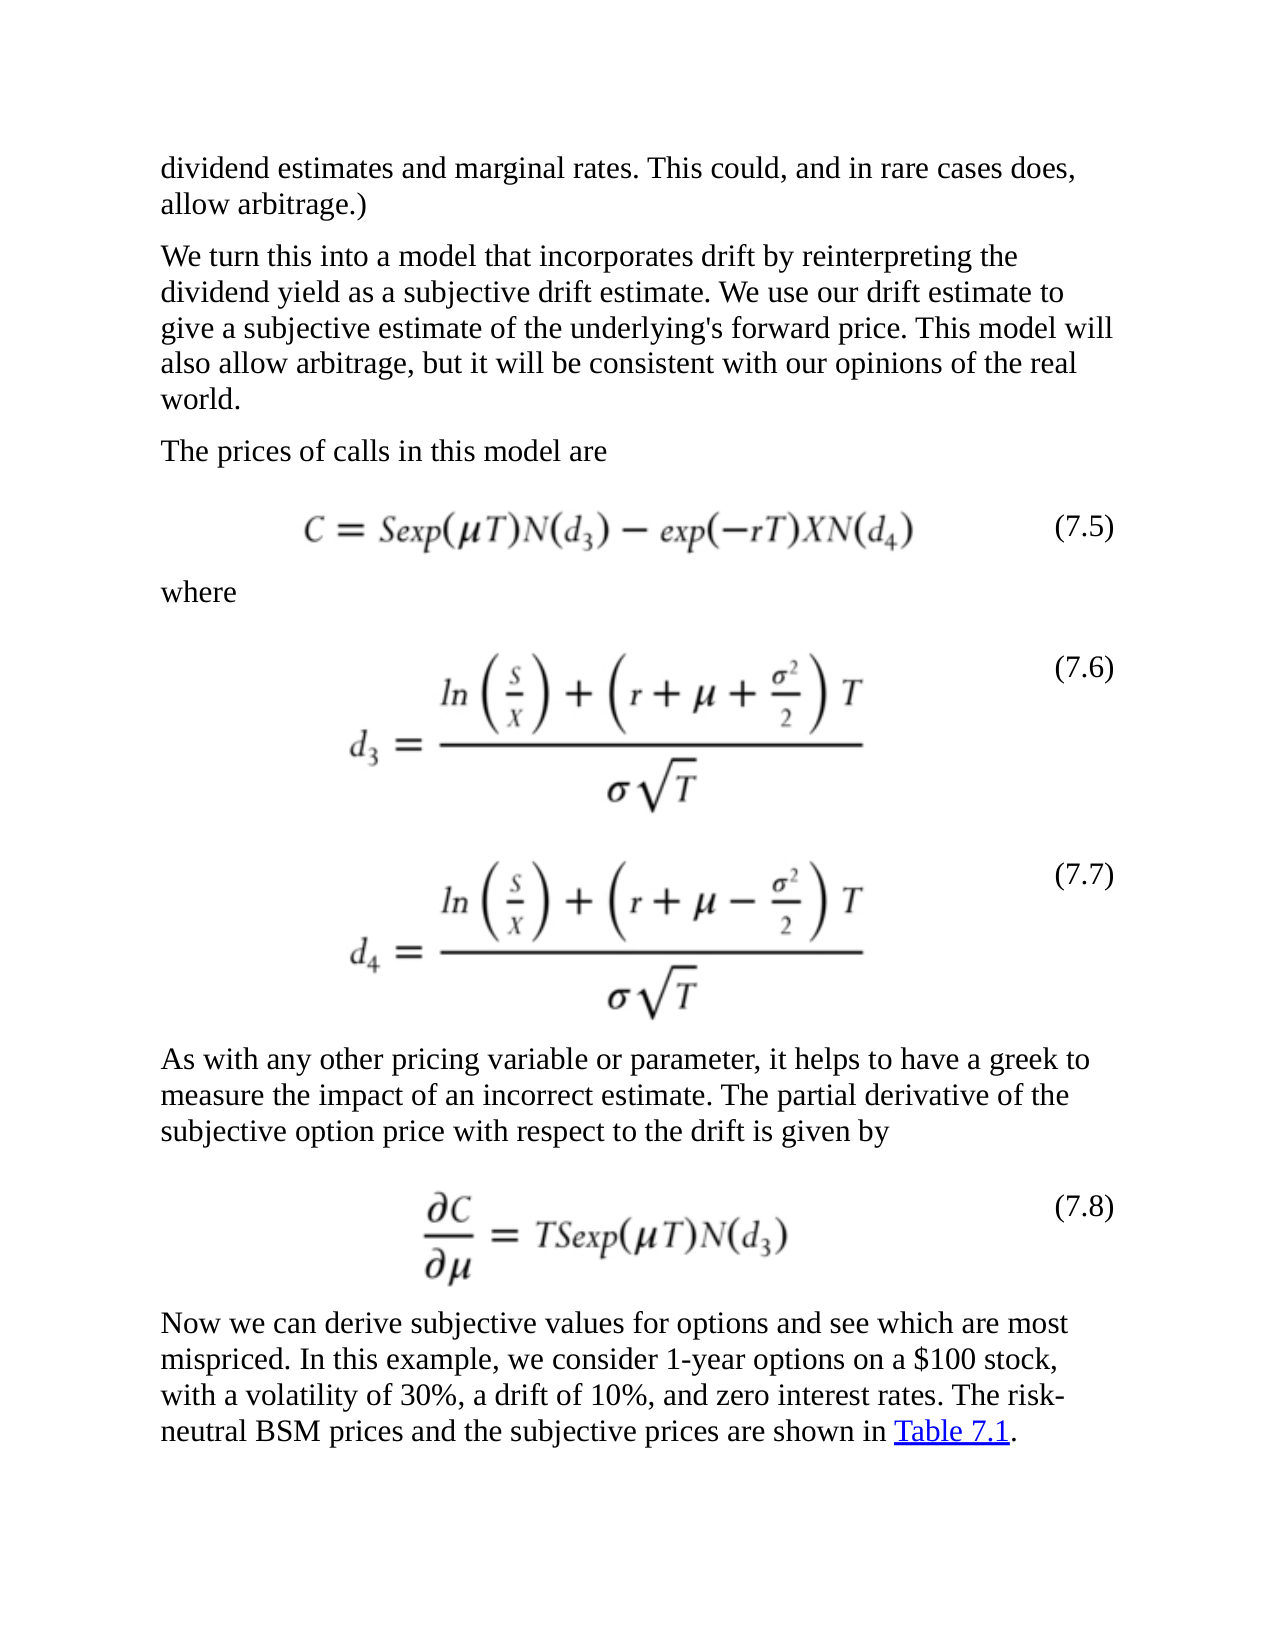 dividend estimates and marginal rates. This could, and in rare cases does,
allow arbitrage.)
We turn this into a model that incorporates drift by reinterpreting the
dividend yield as a subjective drift estimate. We use our drift estimate to
give a subjective estimate of the underlying's forward price. This model will
also allow arbitrage, but it will be consistent with our opinions of the real
world.
The prices of calls in this model are
C = Sexp(μT)N(d₃) − exp(−rT)XN(d₄) (7.5)
where
d₃ = (ln(S/X) + (r + μ + σ²/2)T) / (σ√T) (7.6)
d₄ = (ln(S/X) + (r + μ − σ²/2)T) / (σ√T) (7.7)
As with any other pricing variable or parameter, it helps to have a greek to
measure the impact of an incorrect estimate. The partial derivative of the
subjective option price with respect to the drift is given by
∂C/∂μ = TSexp(μT)N(d₃) (7.8)
Now we can derive subjective values for options and see which are most
mispriced. In this example, we consider 1-year options on a $100 stock,
with a volatility of 30%, a drift of 10%, and zero interest rates. The risk-
neutral BSM prices and the subjective prices are shown in Table 7.1.